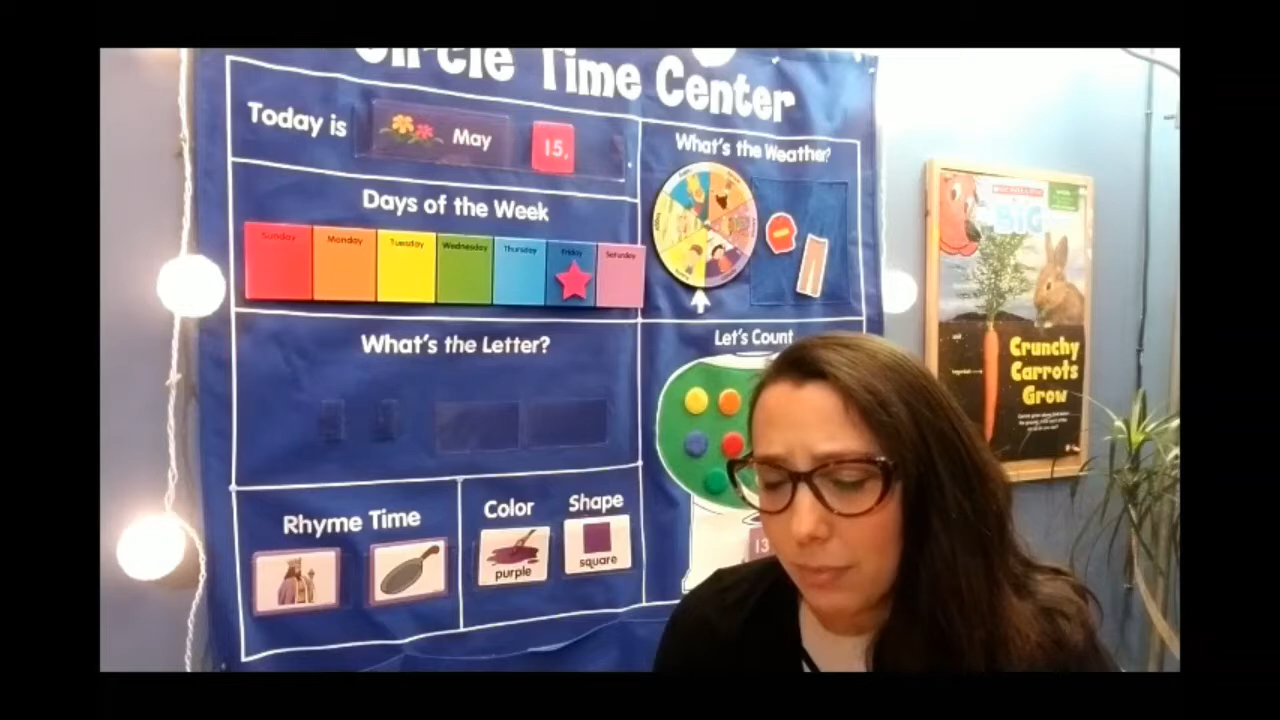 Circle Time Center
Today is
May
15,
What's the Weather?
Days of the Week
Sunday
Monday
Tuesday
Wednesday
Thursday
Friday
Saturday
What's the Letter?
Let's Count
Rhyme Time
Color
Shape
purple
square
13
BIG
Crunchy
Carrots
Grow